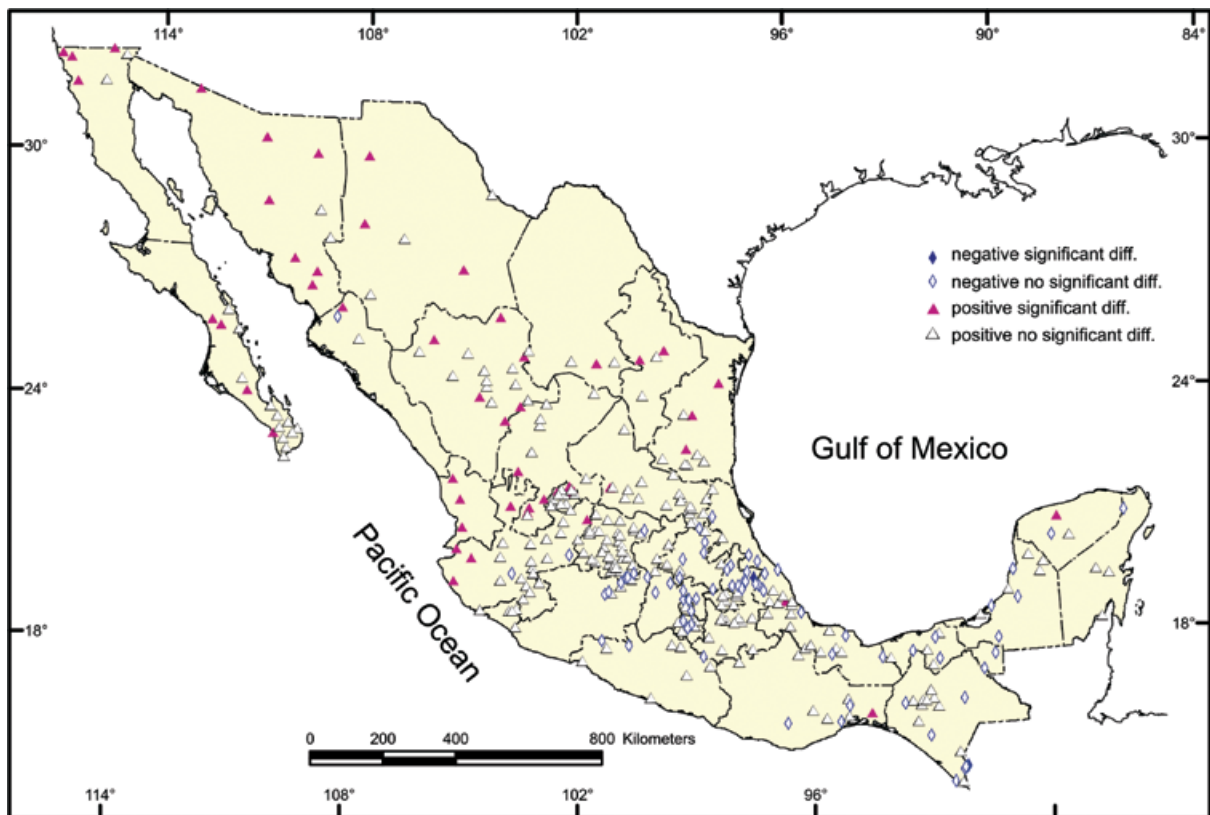 114° 108° 102° 96° 90° 84°
30° 30°
negative significant diff.
negative no significant diff.
positive significant diff.
positive no significant diff.
24° 24°
Gulf of Mexico
Pacific Ocean
18° 18°
0 200 400 800 Kilometers
114° 108° 102° 96°